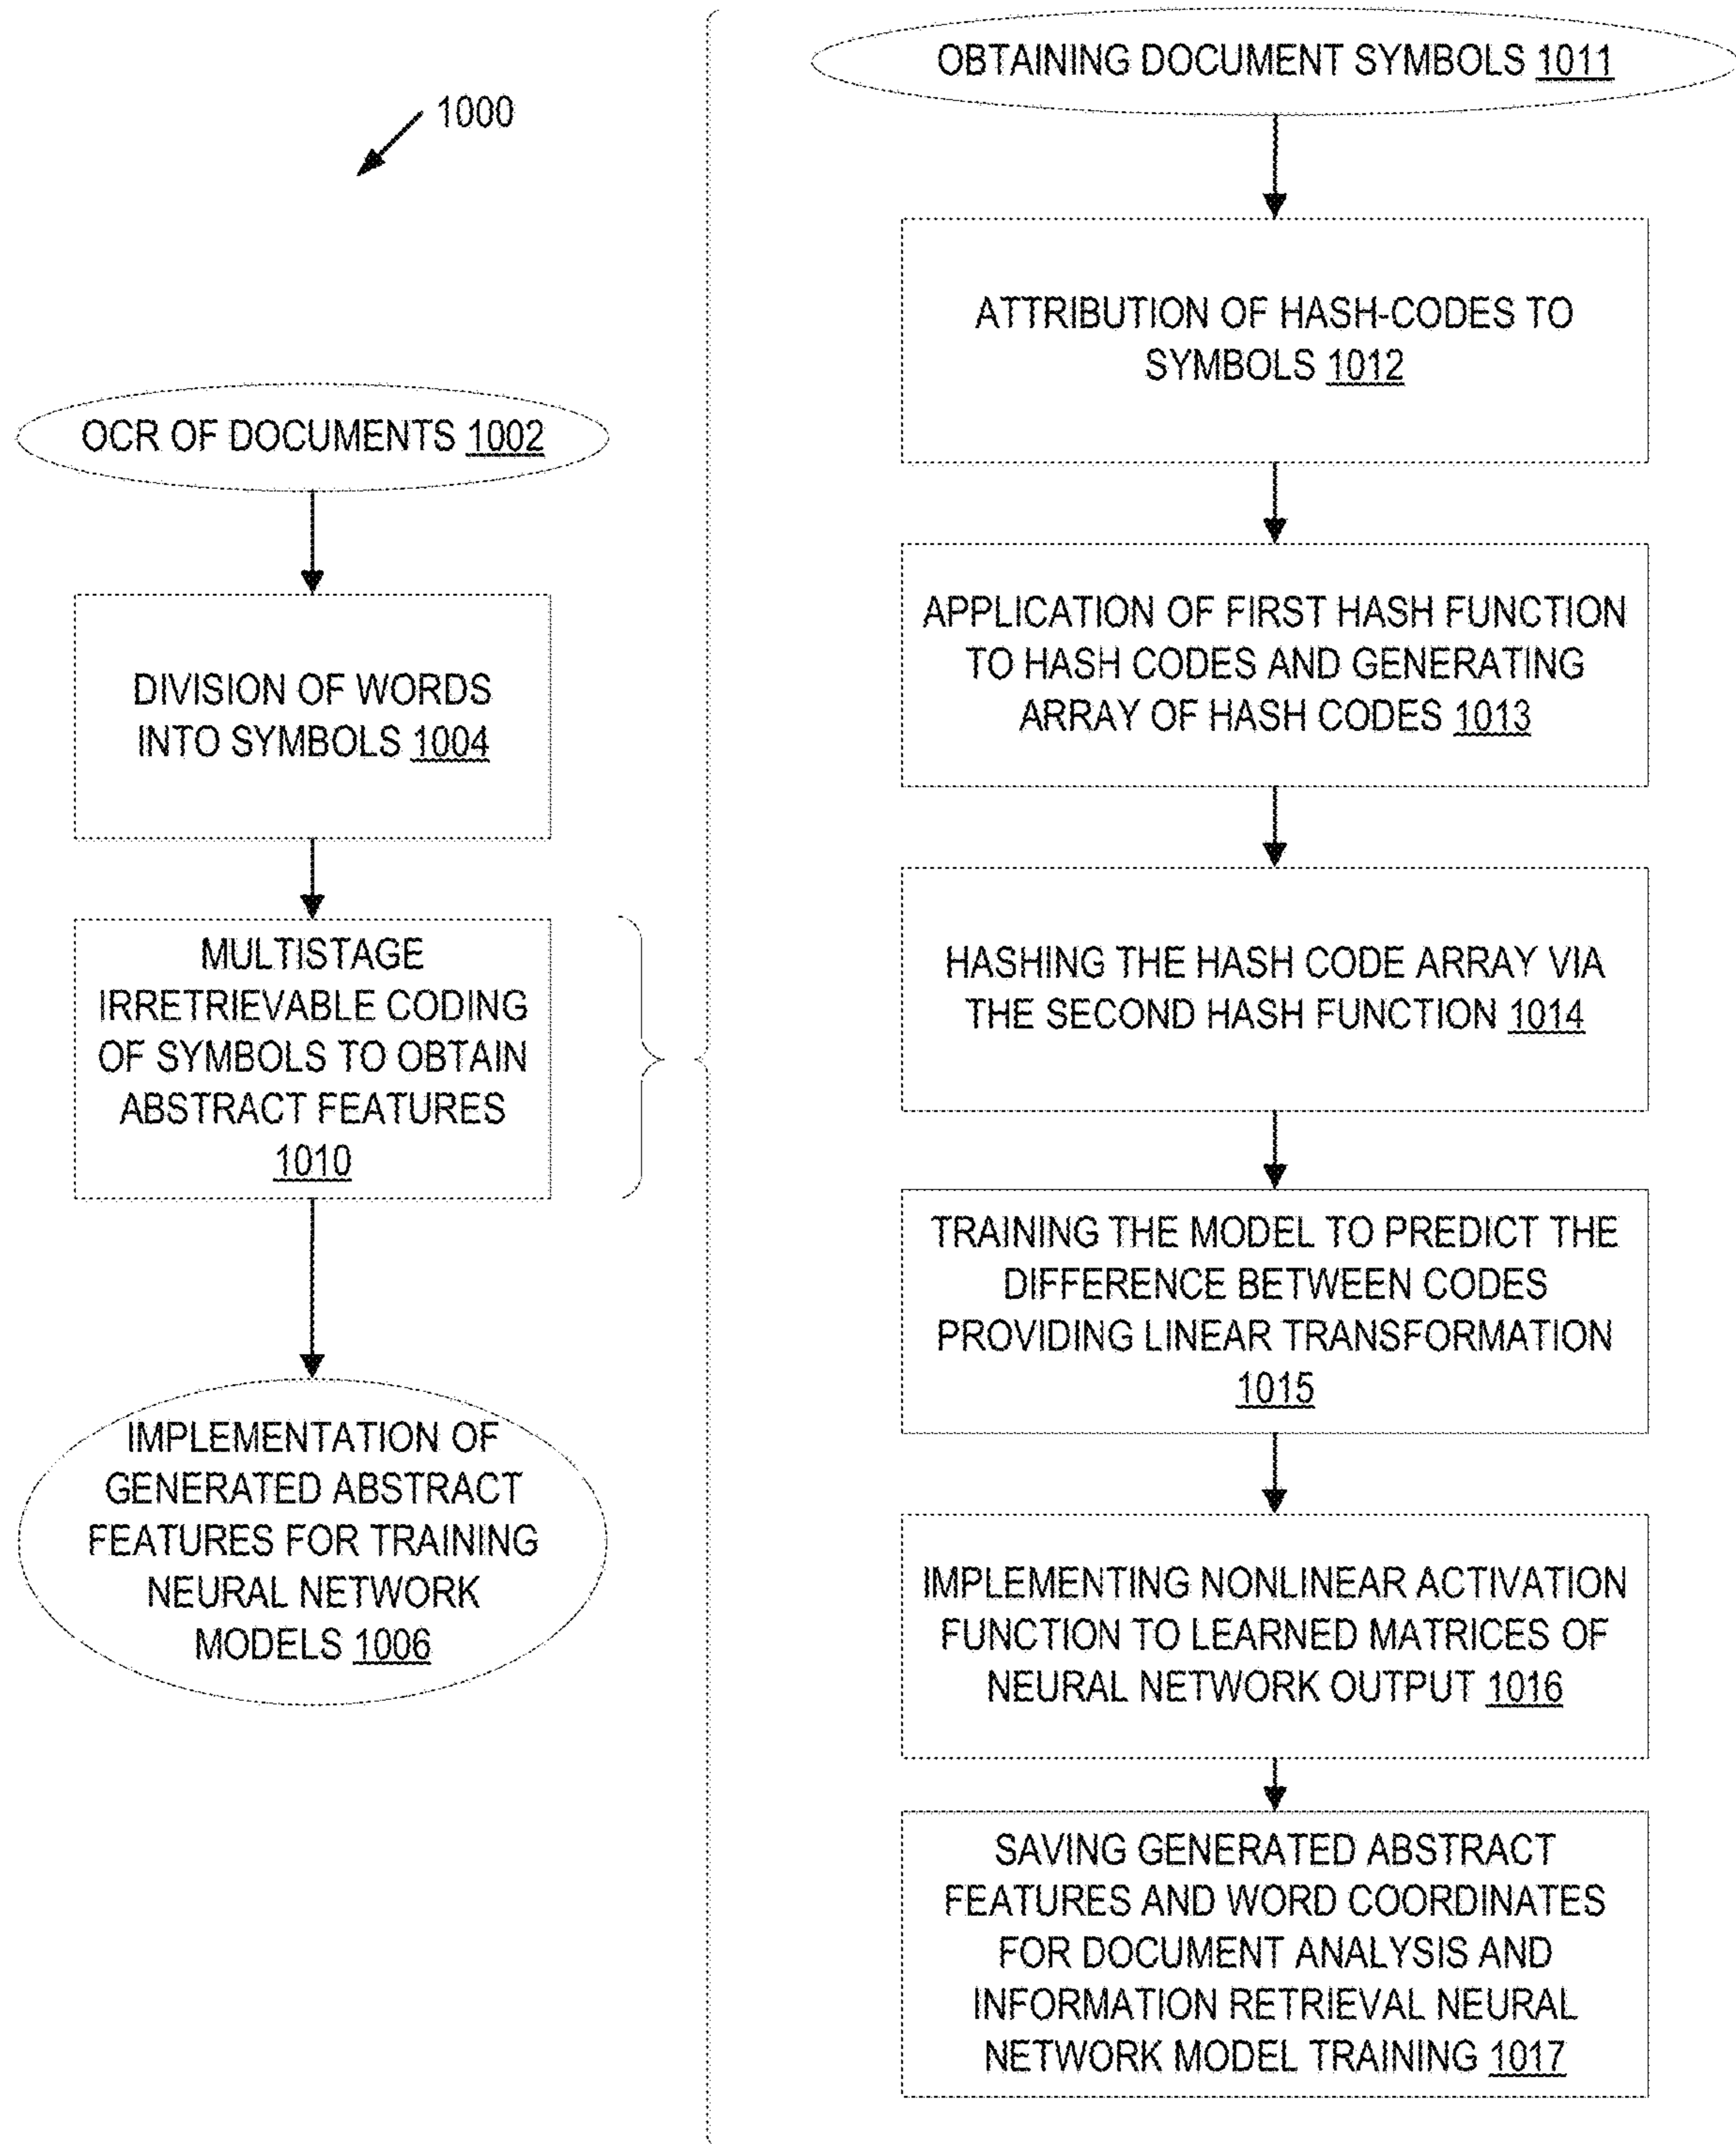 1000
OCR OF DOCUMENTS 1002
DIVISION OF WORDS
INTO SYMBOLS 1004
MULTISTAGE
IRRETRIEVABLE CODING
OF SYMBOLS TO OBTAIN
ABSTRACT FEATURES
1010
IMPLEMENTATION OF
GENERATED ABSTRACT
FEATURES FOR TRAINING
NEURAL NETWORK
MODELS 1006
OBTAINING DOCUMENT SYMBOLS 1011
ATTRIBUTION OF HASH-CODES TO
SYMBOLS 1012
APPLICATION OF FIRST HASH FUNCTION
TO HASH CODES AND GENERATING
ARRAY OF HASH CODES 1013
HASHING THE HASH CODE ARRAY VIA
THE SECOND HASH FUNCTION 1014
TRAINING THE MODEL TO PREDICT THE
DIFFERENCE BETWEEN CODES
PROVIDING LINEAR TRANSFORMATION
1015
IMPLEMENTING NONLINEAR ACTIVATION
FUNCTION TO LEARNED MATRICES OF
NEURAL NETWORK OUTPUT 1016
SAVING GENERATED ABSTRACT
FEATURES AND WORD COORDINATES
FOR DOCUMENT ANALYSIS AND
INFORMATION RETRIEVAL NEURAL
NETWORK MODEL TRAINING 1017